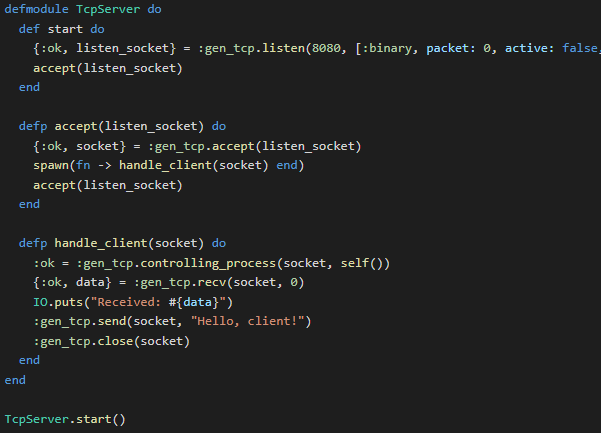 defmodule TcpServer do
  def start do
    {:ok, listen_socket} = :gen_tcp.listen(8080, [:binary, packet: 0, active: false,
    accept(listen_socket)
  end

  defp accept(listen_socket) do
    {:ok, socket} = :gen_tcp.accept(listen_socket)
    spawn(fn -> handle_client(socket) end)
    accept(listen_socket)
  end

  defp handle_client(socket) do
    :ok = :gen_tcp.controlling_process(socket, self())
    {:ok, data} = :gen_tcp.recv(socket, 0)
    IO.puts("Received: #{data}")
    :gen_tcp.send(socket, "Hello, client!")
    :gen_tcp.close(socket)
  end
end

TcpServer.start()